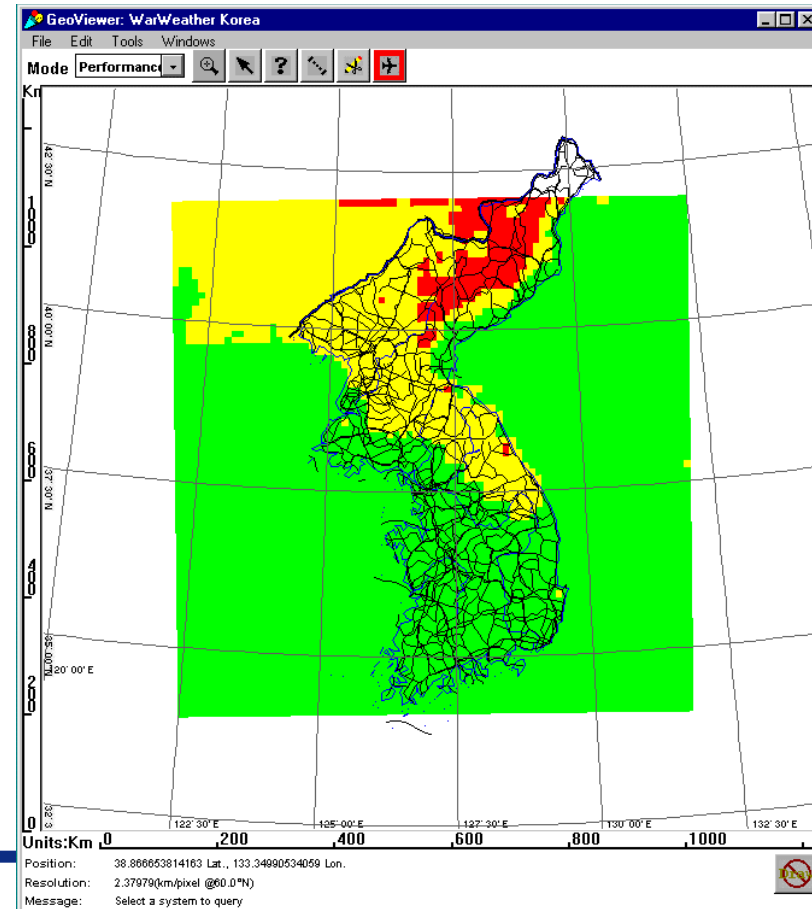 GeoViewer: WarWeather Korea
File Edit Tools Windows
Mode Performance
Km
42°30' N
1000
40°00' N
800
600
37°30' N
400
35°00' N
120°00' E
200
32°3
0
122°30' E 125°00' E 127°30' E 130°00' E 132°30' E
Units:Km 0 200 400 600 800 1000
Position: 38.866653814163 Lat., 133.34990534059 Lon.
Resolution: 2.37979(km/pixel @60.0°N)
Message: Select a system to query
Draw